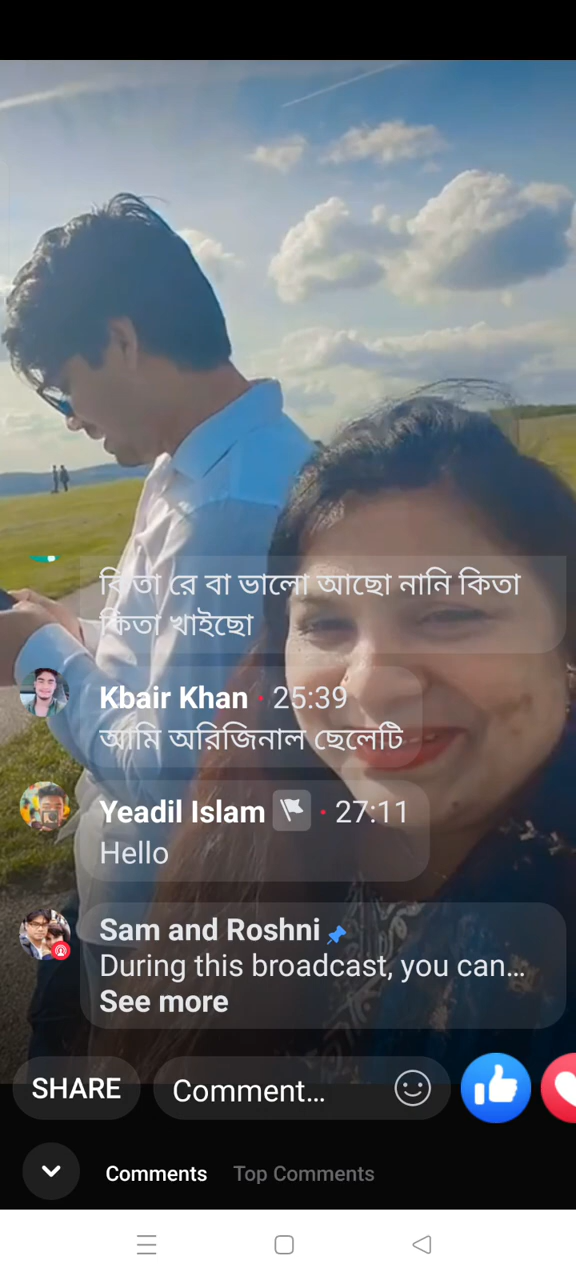 কিতা রে বা ভালো আছো নানি কিতা
কিতা খাইছো
Kbair Khan · 25:39
আমি অরিজিনাল ছেলেটি
Yeadil Islam · 27:11
Hello
Sam and Roshni
During this broadcast, you can...
See more
SHARE
Comment...
Comments
Top Comments